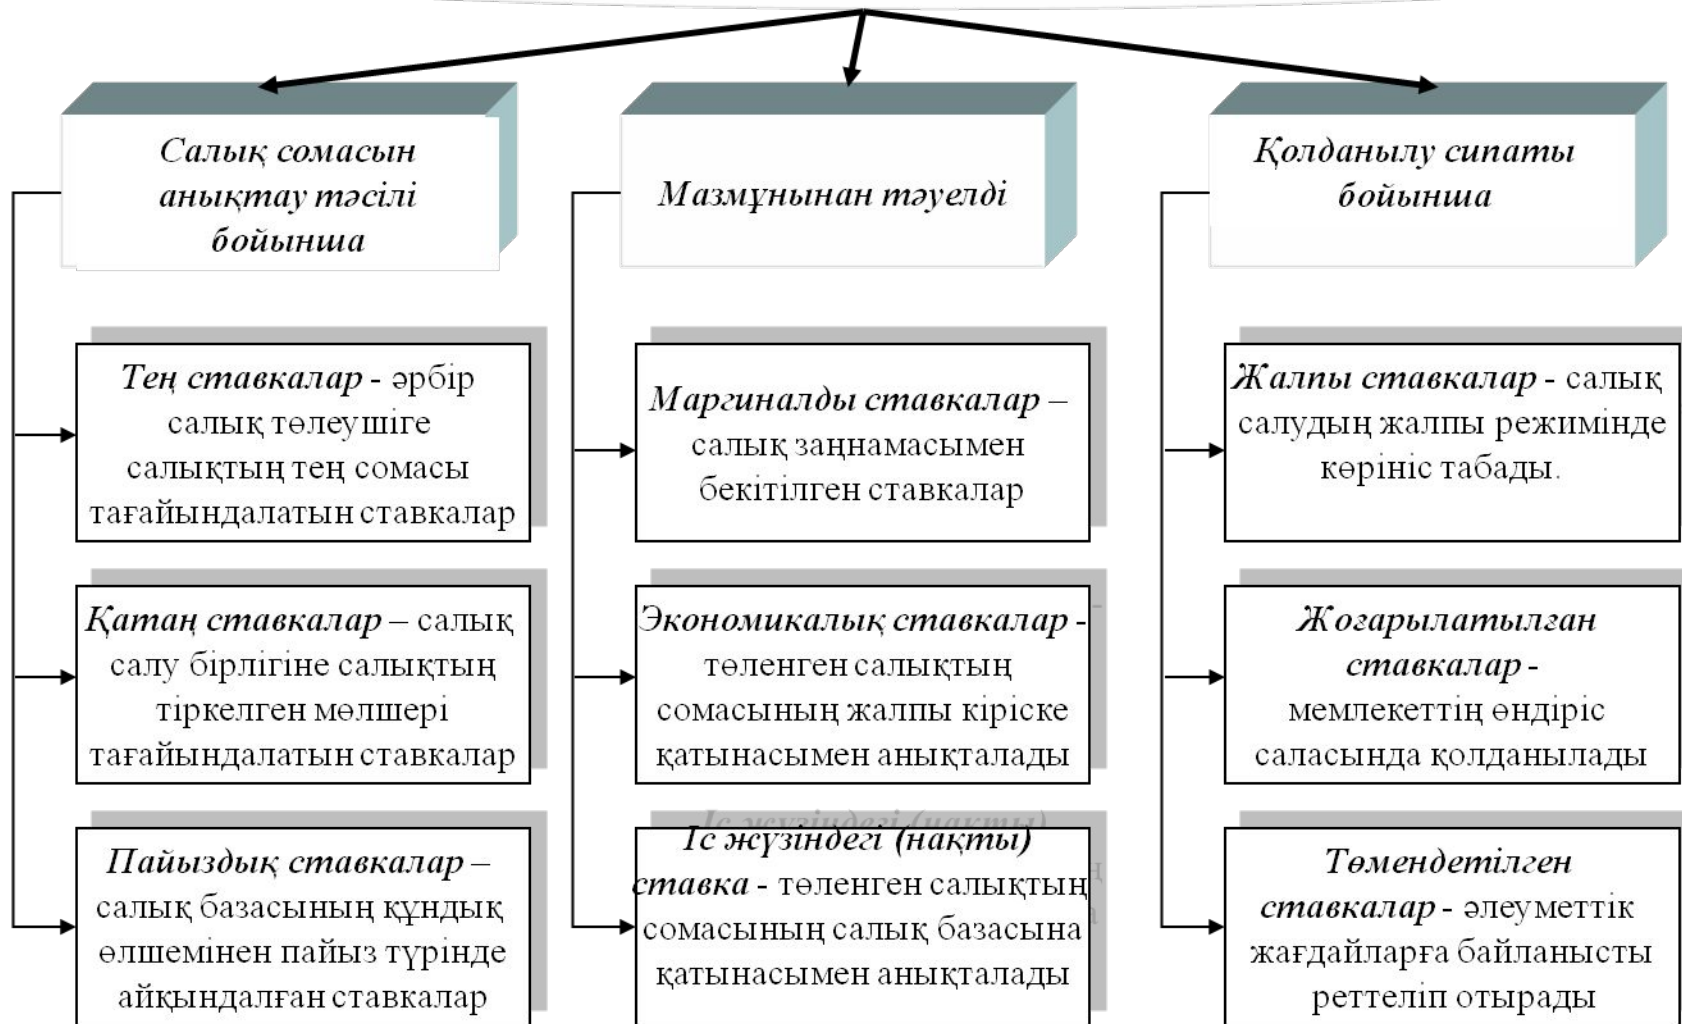 Салық сомасын
анықтау тәсілі
бойынша
Тең ставкалар - әрбір
салық төлеушіге
салықтың тең сомасы
тағайындалатын ставкалар
Қатаң ставкалар – салық
салу бірлігіне салықтың
тіркелген мөлшері
тағайындалатын ставкалар
Пайыздық ставкалар –
салық базасының құндық
өлшемінен пайыз түрінде
айқындалған ставкалар
Мазмұнынан тәуелді
Маргиналды ставкалар –
салық заңнамасымен
бекітілген ставкалар
Экономикалық ставкалар -
төленген салықтың
сомасының жалпы кіріске
қатынасымен анықталады
Іс жүзіндегі (нақты)
ставка - төленген салықтың
сомасының салық базасына
қатынасымен анықталады
Қолданылу сипаты
бойынша
Жалпы ставкалар - салық
салудың жалпы режимінде
көрініс табады.
Жоғарылатылған
ставкалар -
мемлекеттің өндіріс
саласында қолданылады
Төмендетілген
ставкалар - әлеуметтік
жағдайларға байланысты
реттеліп отырады